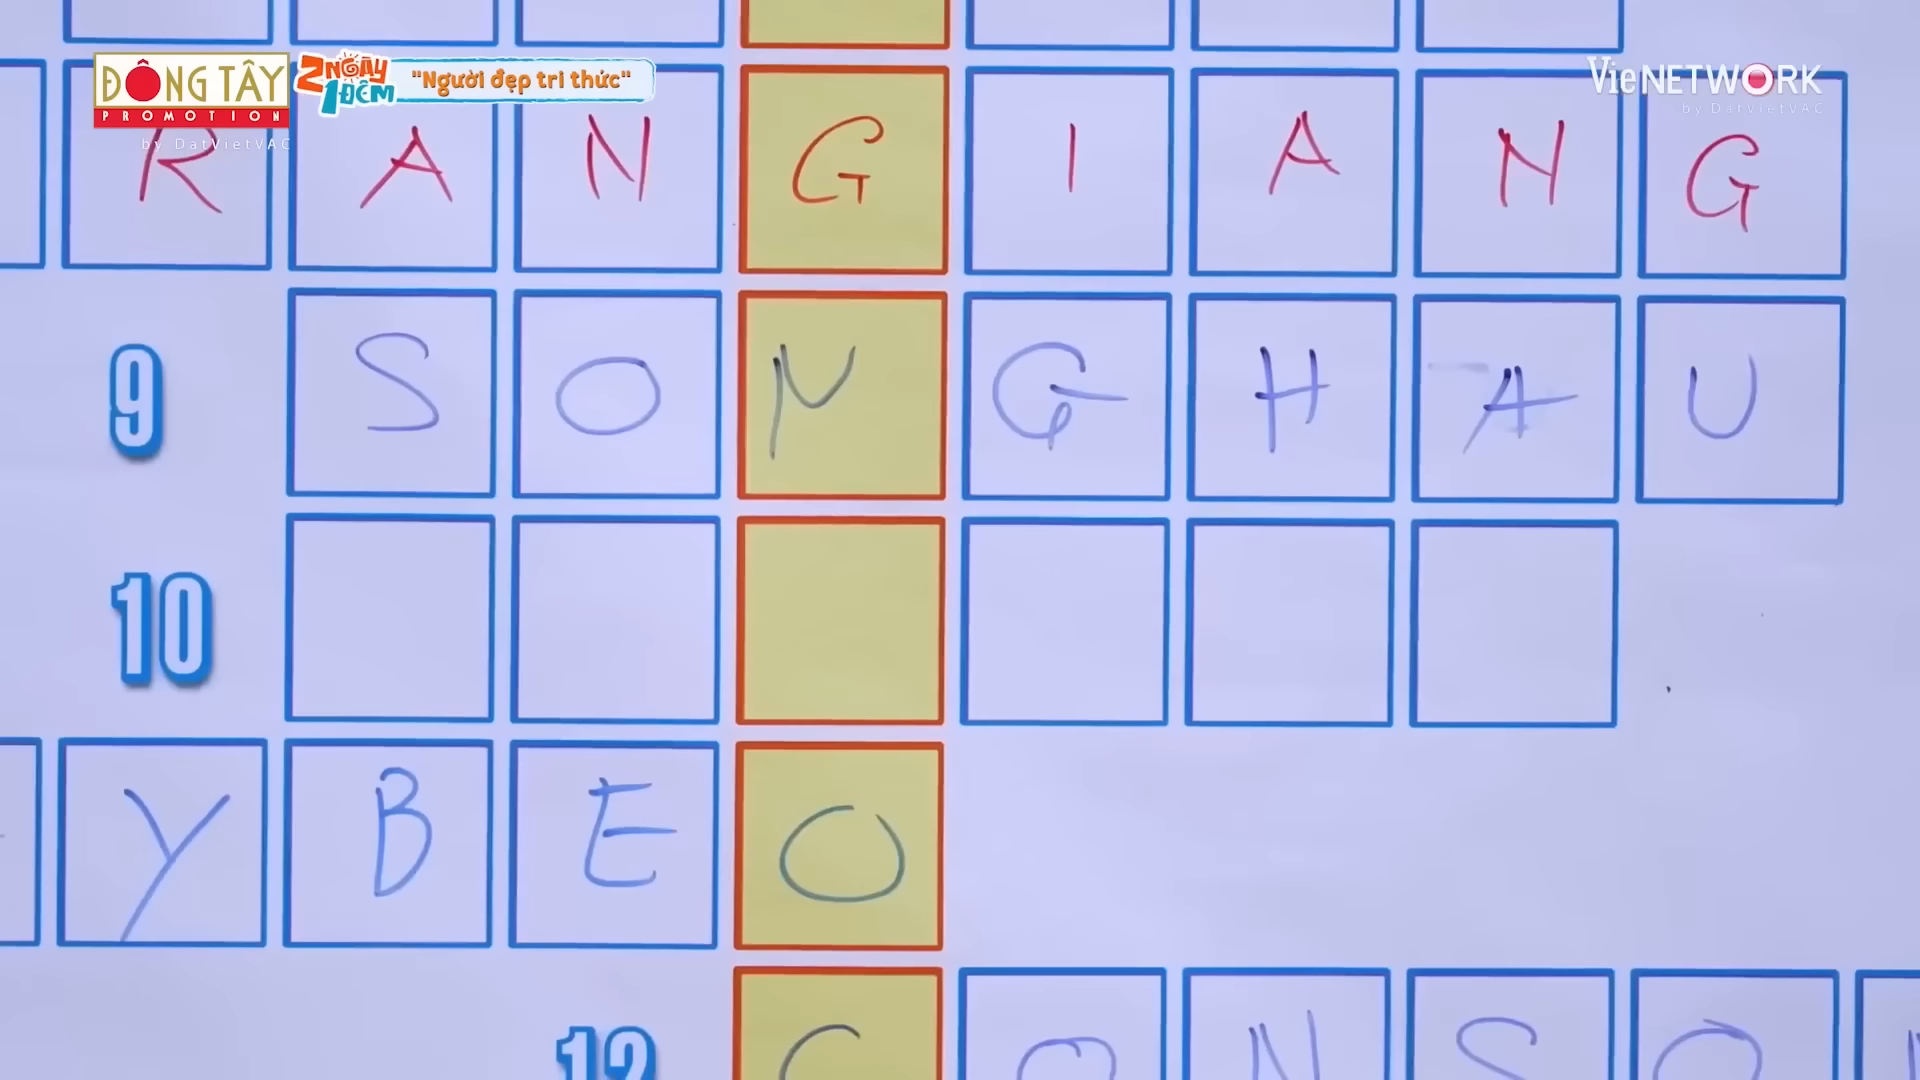 ĐÔNG TÂY
PROMOTION
by DatVietVAC
2 NGÀY 1 ĐÊM
"Người đẹp tri thức"
VieNETWORK
by DatVietVAC
R A N G I A N G
9 S O N G H A U
10
Y B E O
12 C O N S O